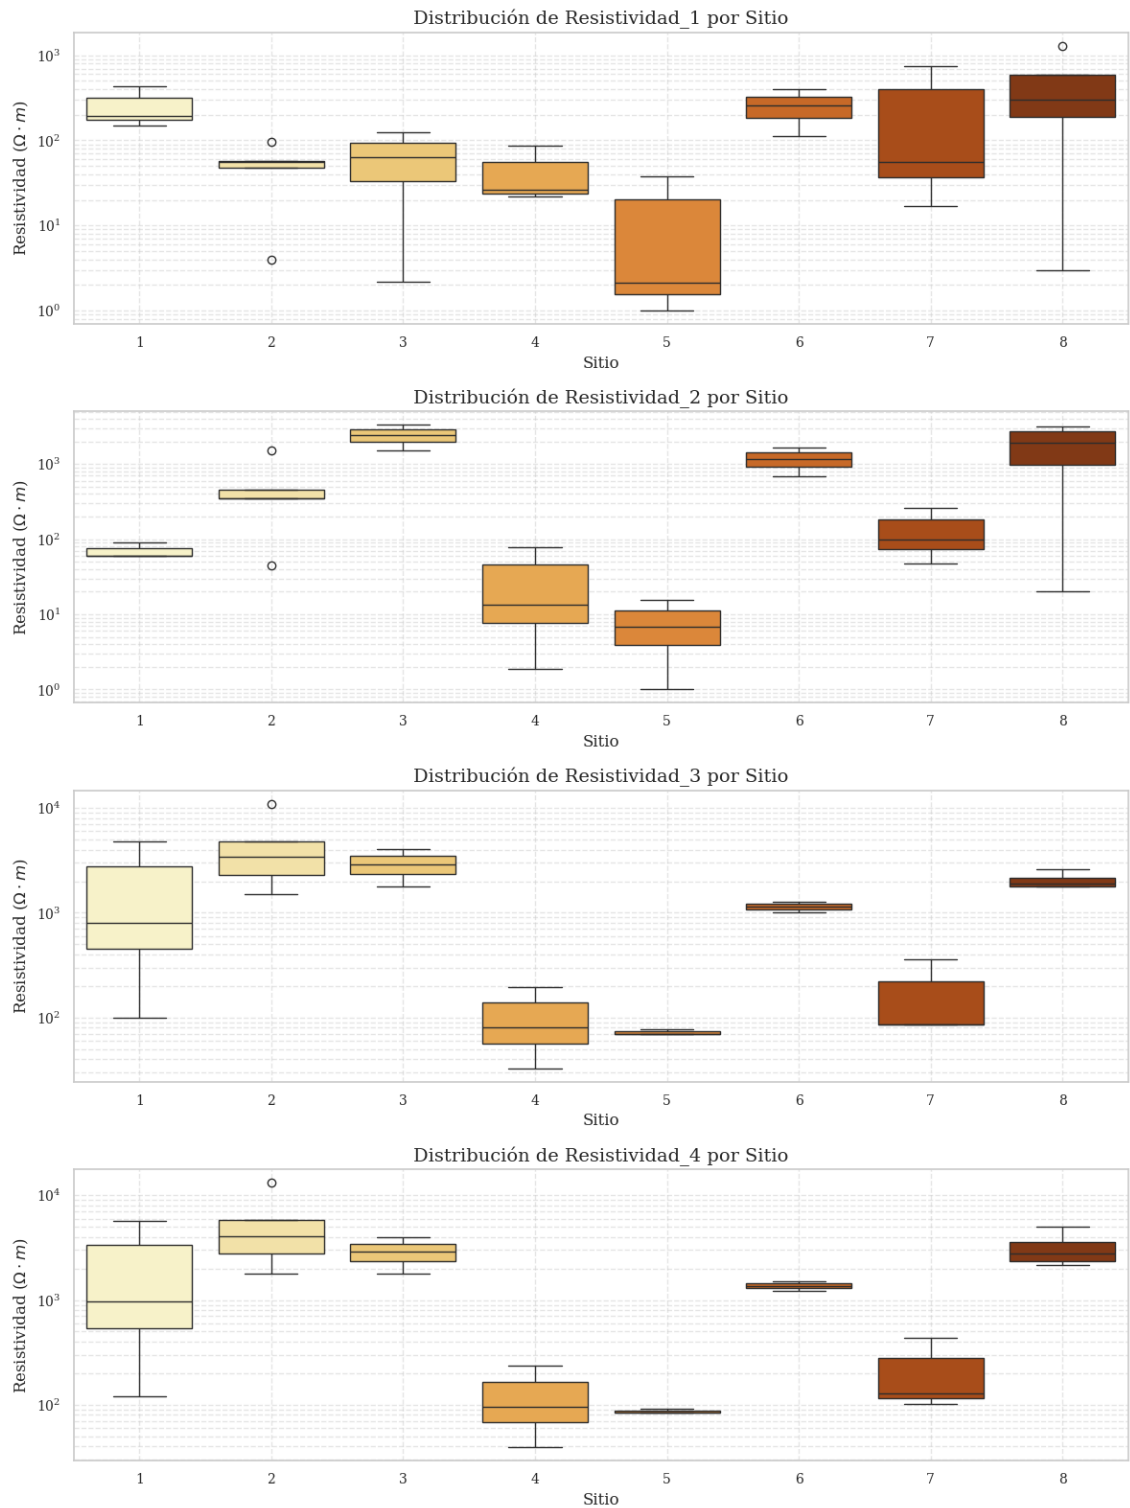 Distribución de Resistividad_1 por Sitio
Resistividad (Ω · m)
10³
10²
10¹
10⁰
1 2 3 4 5 6 7 8
Sitio
Distribución de Resistividad_2 por Sitio
Resistividad (Ω · m)
10³
10²
10¹
10⁰
1 2 3 4 5 6 7 8
Sitio
Distribución de Resistividad_3 por Sitio
Resistividad (Ω · m)
10⁴
10³
10²
1 2 3 4 5 6 7 8
Sitio
Distribución de Resistividad_4 por Sitio
Resistividad (Ω · m)
10⁴
10³
10²
1 2 3 4 5 6 7 8
Sitio